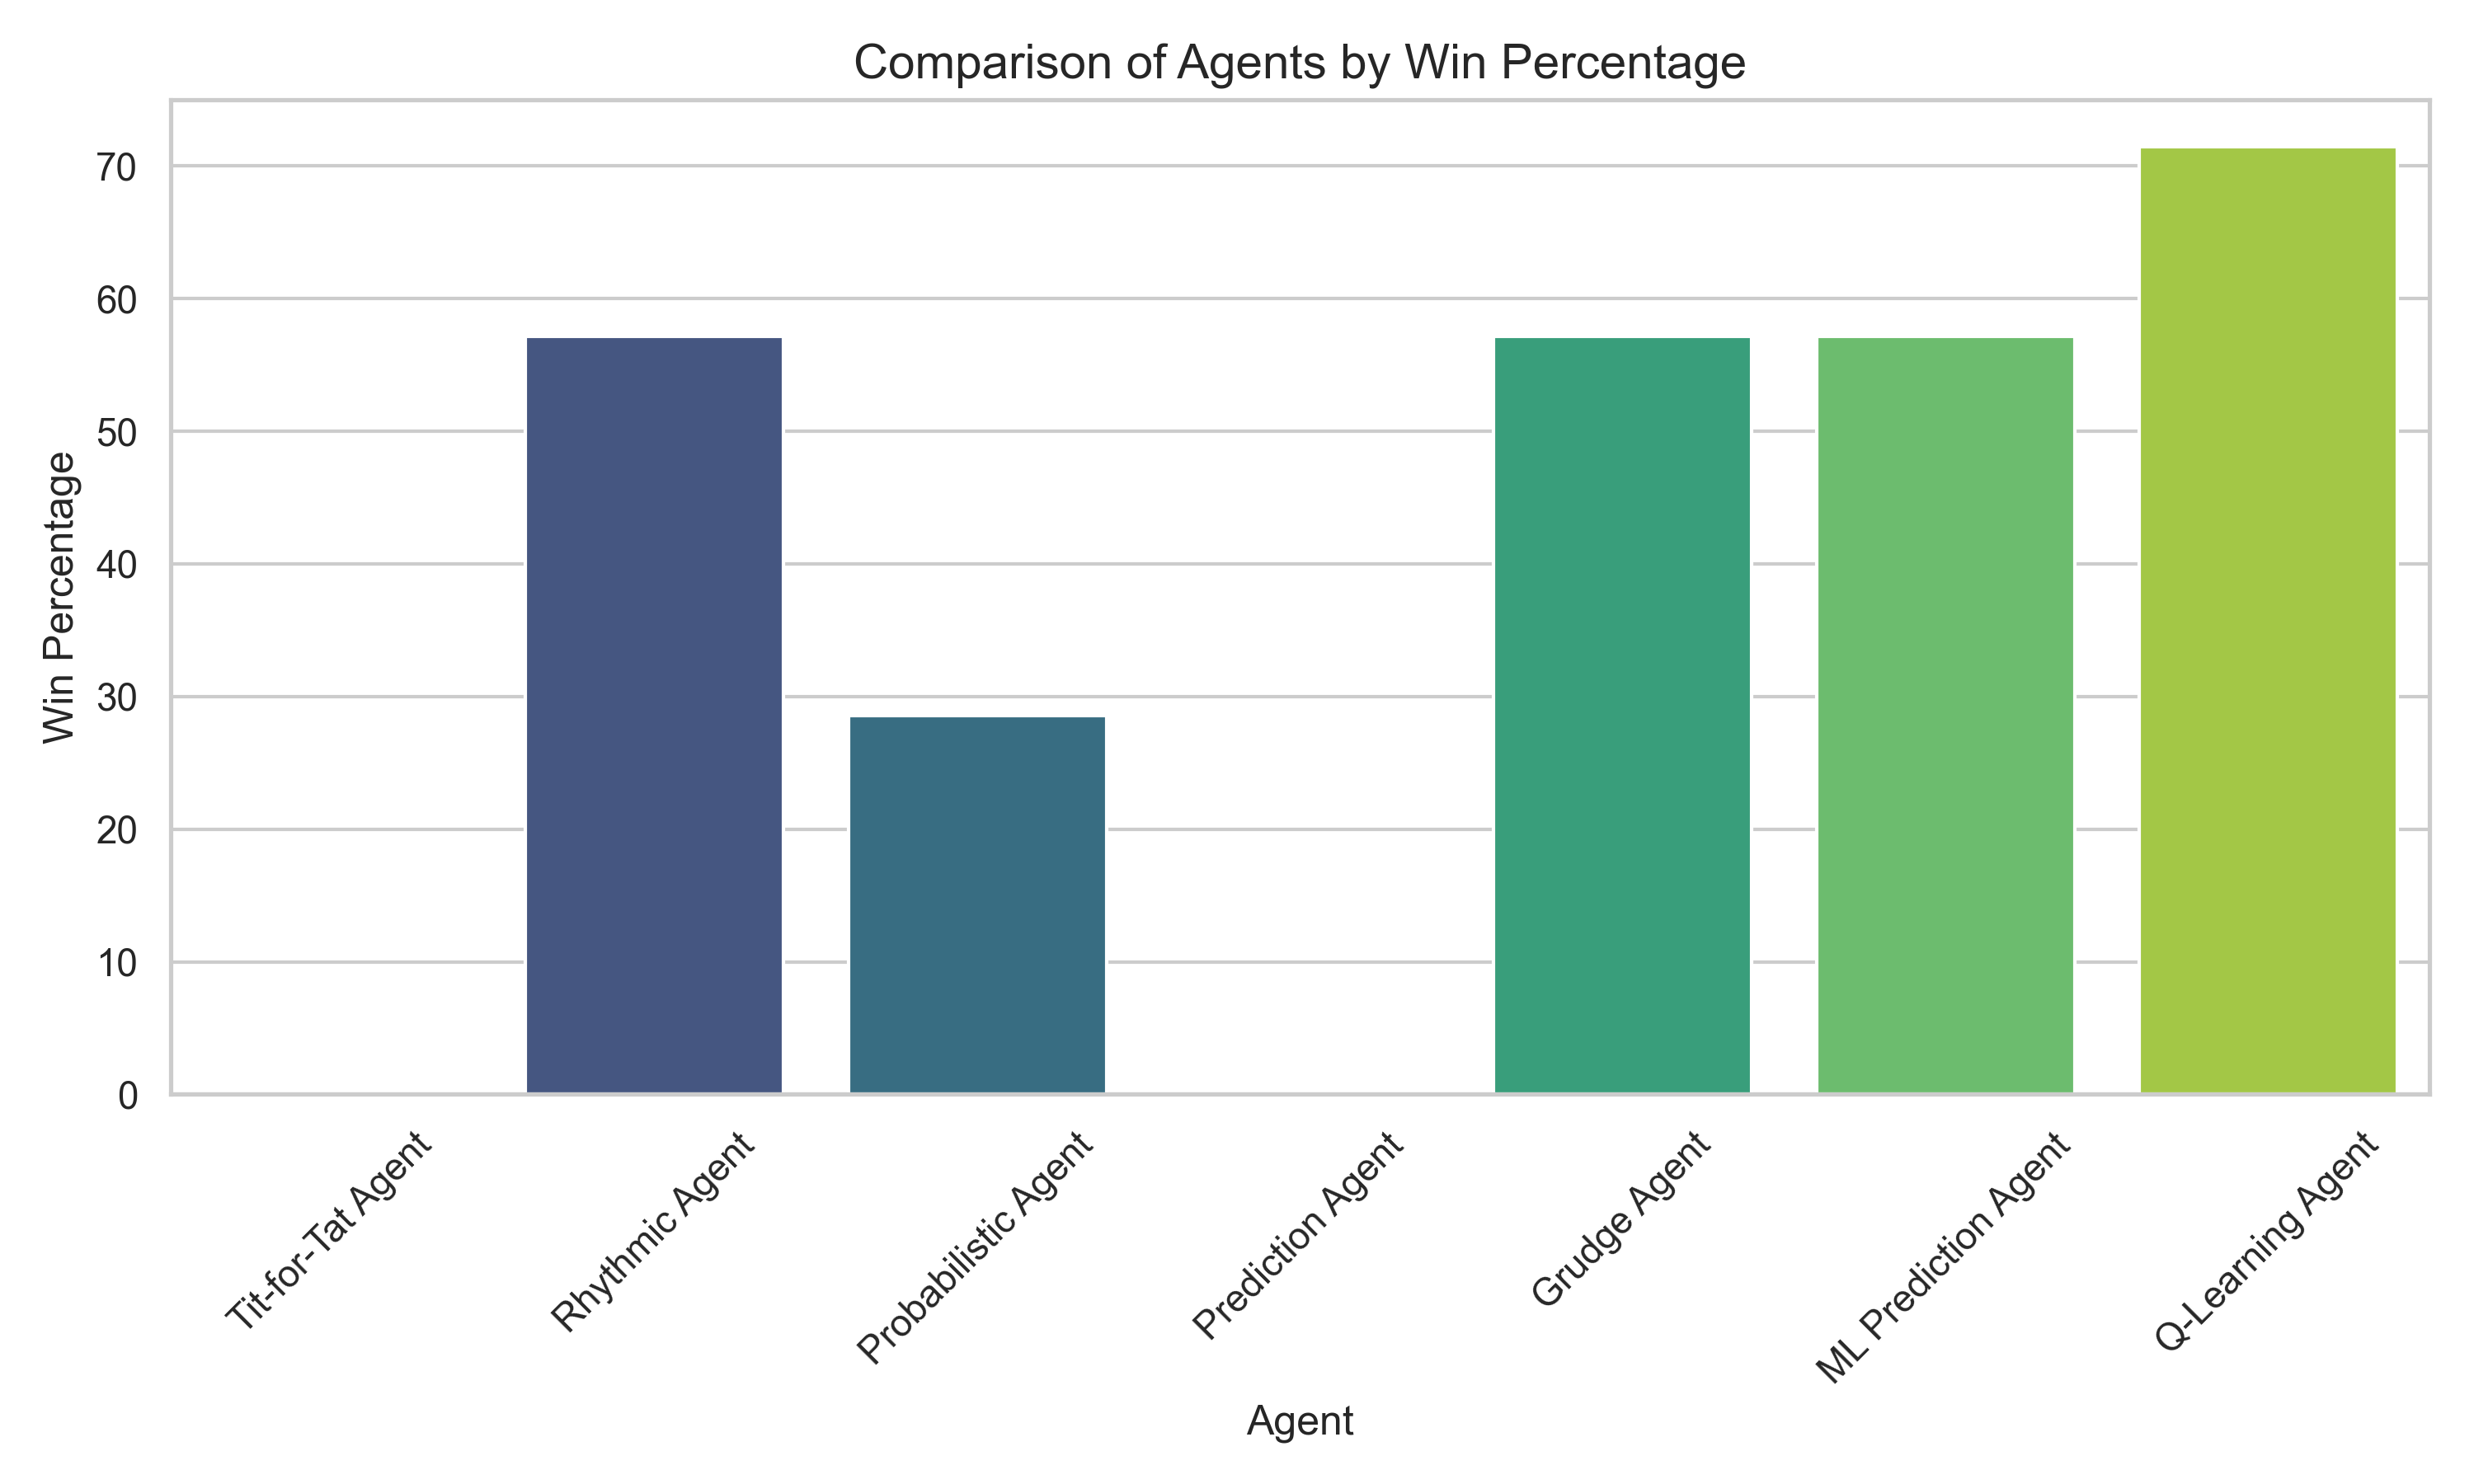 Comparison of Agents by Win Percentage
Win Percentage
70
60
50
40
30
20
10
0
Tit-for-Tat Agent
Rhythmic Agent
Probabilistic Agent
Prediction Agent
Grudge Agent
ML Prediction Agent
Q-Learning Agent
Agent